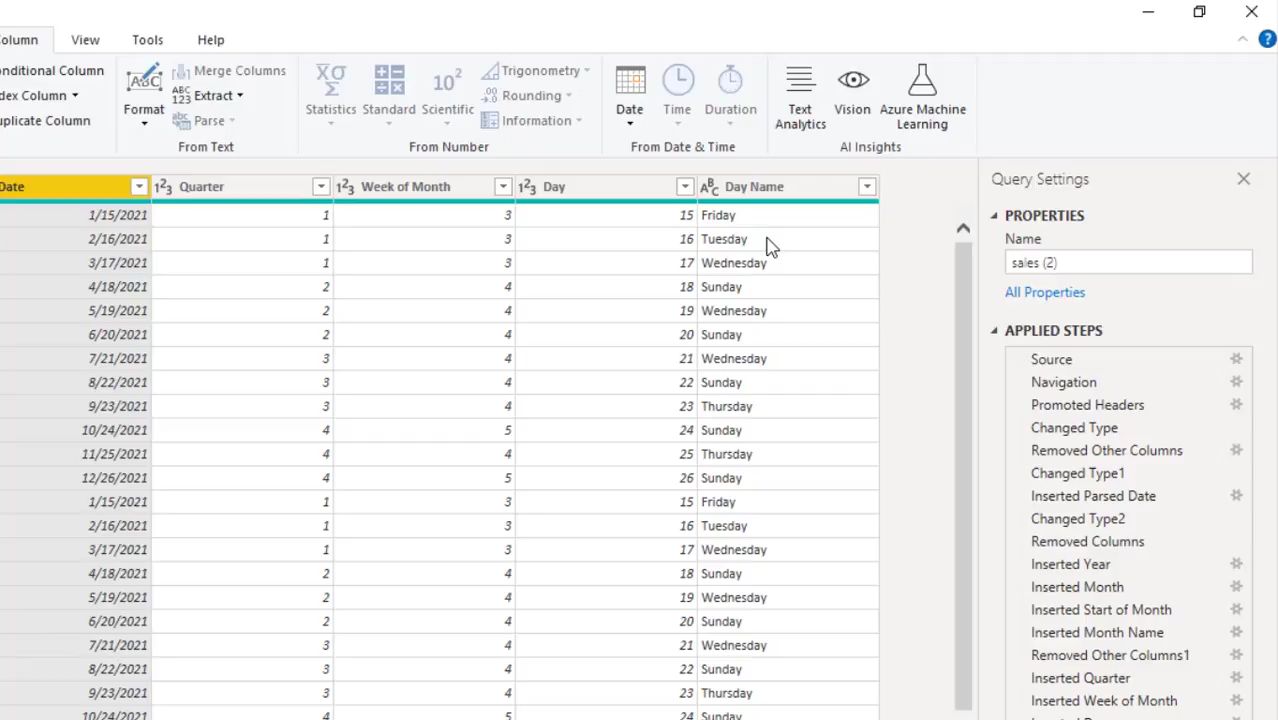 olumn View Tools Help
onditional Column
dex Column
uplicate Column
Format
Merge Columns
Extract
Parse
From Text
Statistics
Standard
Scientific
Trigonometry
Rounding
Information
From Number
Date
Time
Duration
From Date & Time
Text Analytics
Vision
Azure Machine Learning
AI Insights
Date Quarter Week of Month Day Day Name
1/15/2021 1 3 15 Friday
2/16/2021 1 3 16 Tuesday
3/17/2021 1 3 17 Wednesday
4/18/2021 2 4 18 Sunday
5/19/2021 2 4 19 Wednesday
6/20/2021 2 4 20 Sunday
7/21/2021 3 4 21 Wednesday
8/22/2021 3 4 22 Sunday
9/23/2021 3 4 23 Thursday
10/24/2021 4 5 24 Sunday
11/25/2021 4 4 25 Thursday
12/26/2021 4 5 26 Sunday
1/15/2021 1 3 15 Friday
2/16/2021 1 3 16 Tuesday
3/17/2021 1 3 17 Wednesday
4/18/2021 2 4 18 Sunday
5/19/2021 2 4 19 Wednesday
6/20/2021 2 4 20 Sunday
7/21/2021 3 4 21 Wednesday
8/22/2021 3 4 22 Sunday
9/23/2021 3 4 23 Thursday
10/24/2021 4 5 24 Sunday
Query Settings
PROPERTIES
Name
sales (2)
All Properties
APPLIED STEPS
Source
Navigation
Promoted Headers
Changed Type
Removed Other Columns
Changed Type1
Inserted Parsed Date
Changed Type2
Removed Columns
Inserted Year
Inserted Month
Inserted Start of Month
Inserted Month Name
Removed Other Columns1
Inserted Quarter
Inserted Week of Month